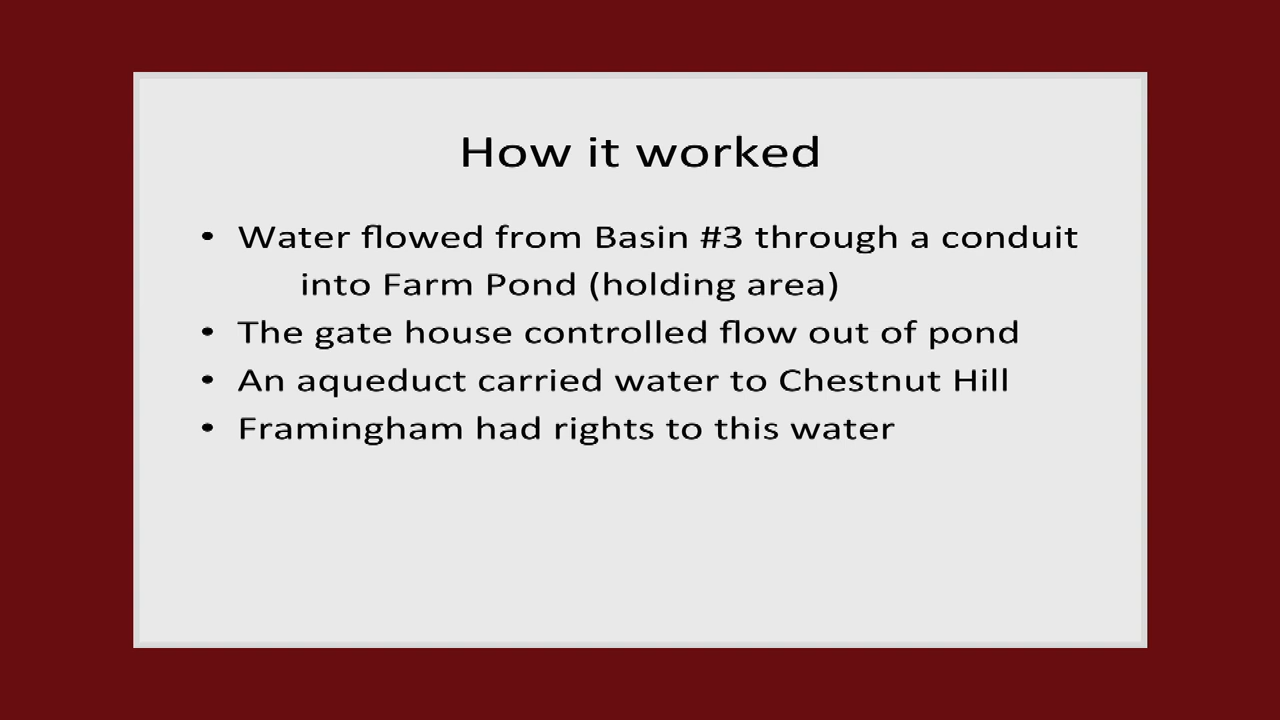 How it worked
• Water flowed from Basin #3 through a conduit
into Farm Pond (holding area)
• The gate house controlled flow out of pond
• An aqueduct carried water to Chestnut Hill
• Framingham had rights to this water